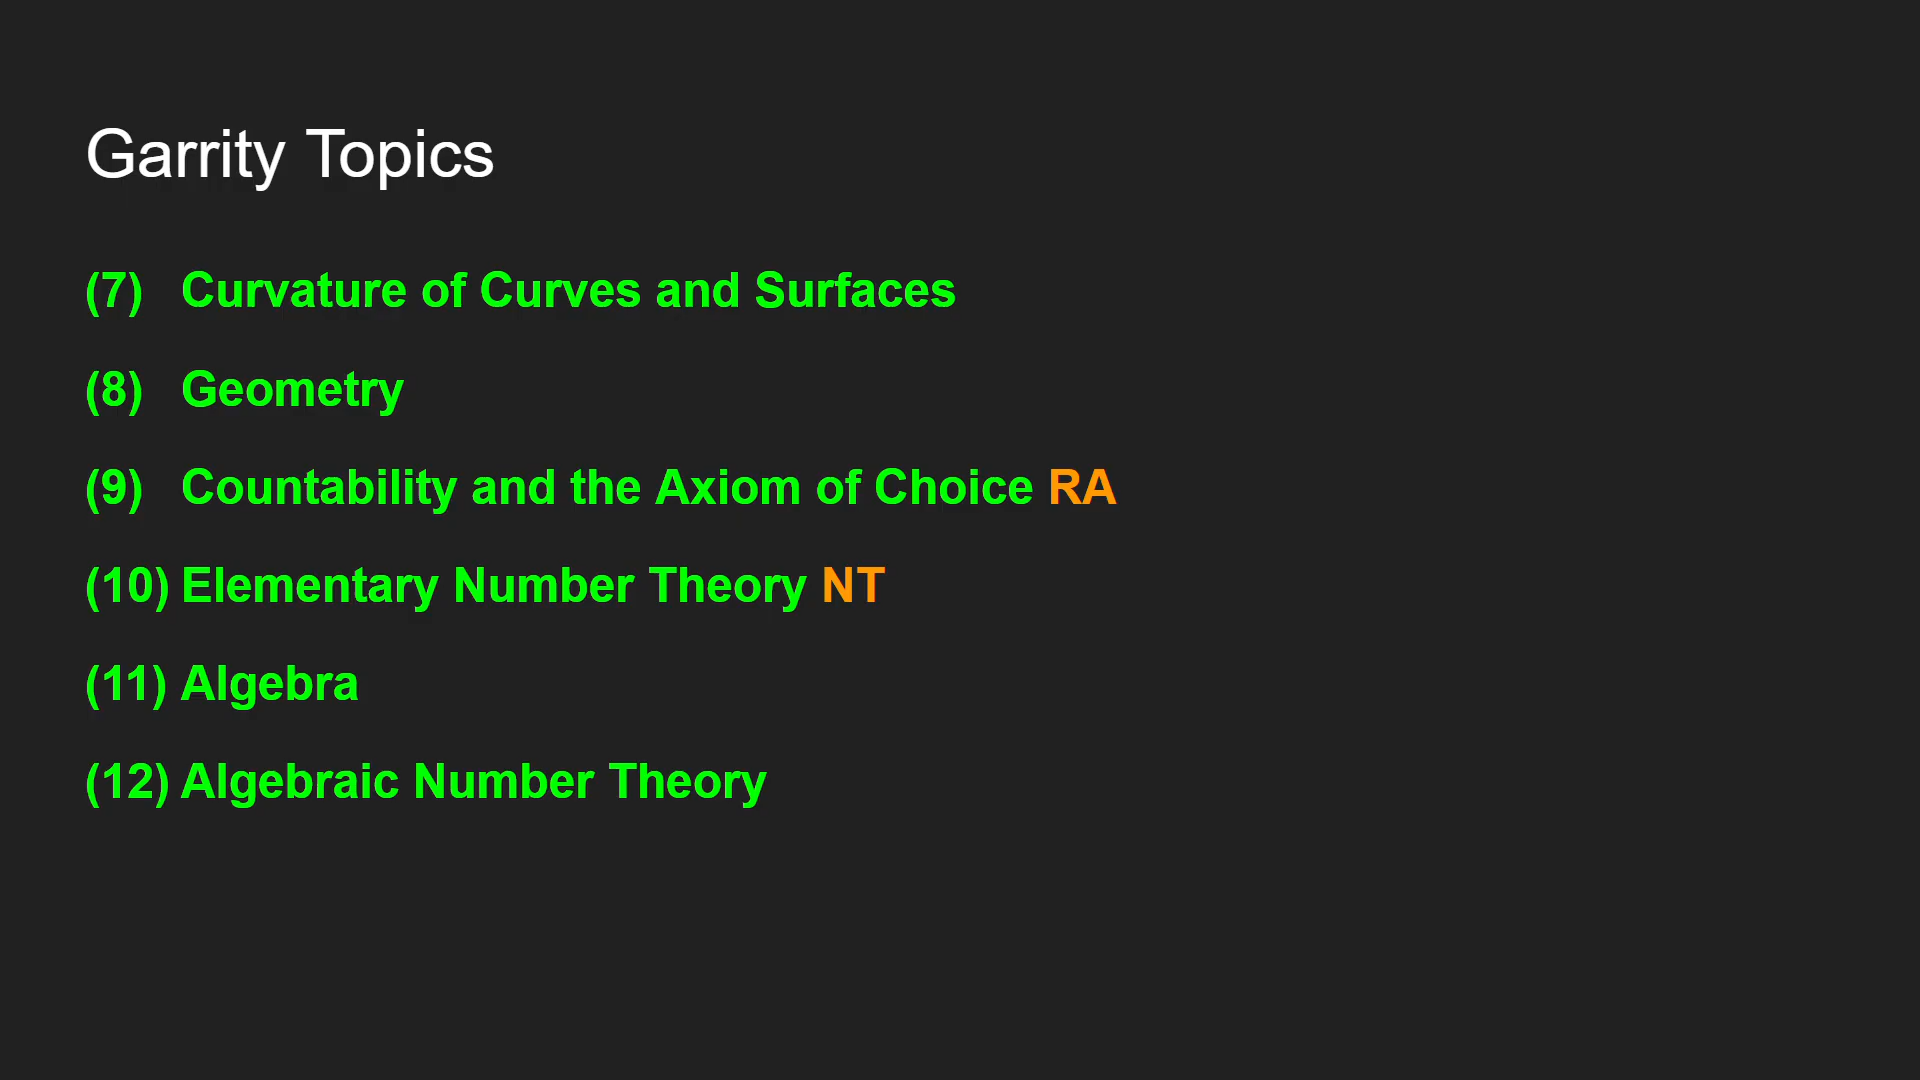 Garrity Topics
(7) Curvature of Curves and Surfaces
(8) Geometry
(9) Countability and the Axiom of Choice RA
(10) Elementary Number Theory NT
(11) Algebra
(12) Algebraic Number Theory